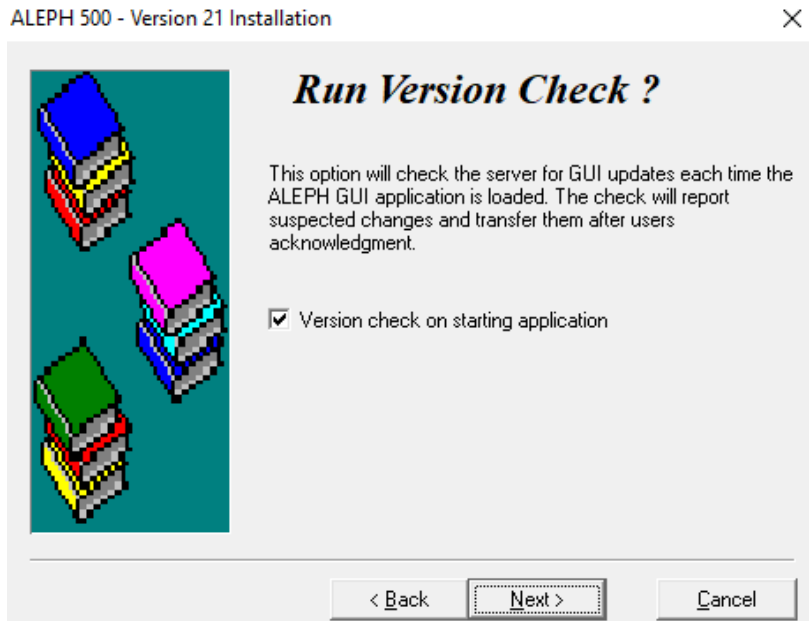 ALEPH 500 - Version 21 Installation
Run Version Check ?
This option will check the server for GUI updates each time the
ALEPH GUI application is loaded. The check will report
suspected changes and transfer them after users
acknowledgment.
Version check on starting application
< Back
Next >
Cancel